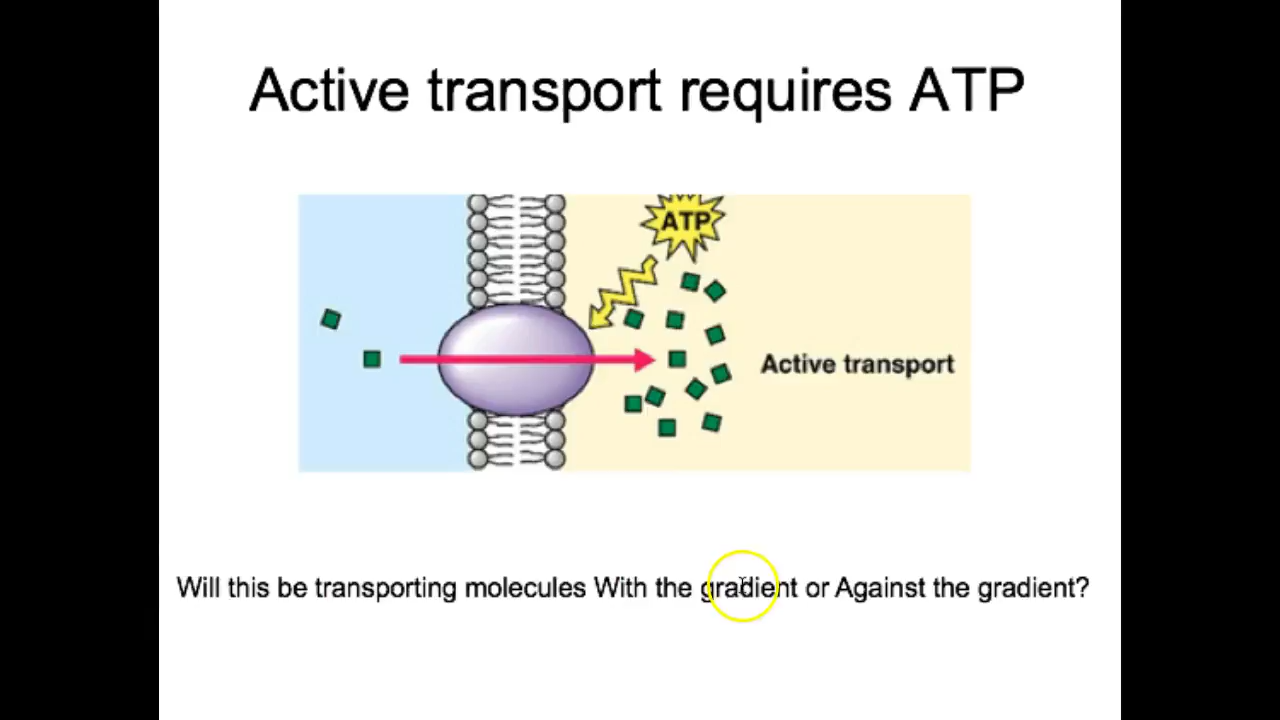 Active transport requires ATP
ATP
Active transport
Will this be transporting molecules With the gradient or Against the gradient?